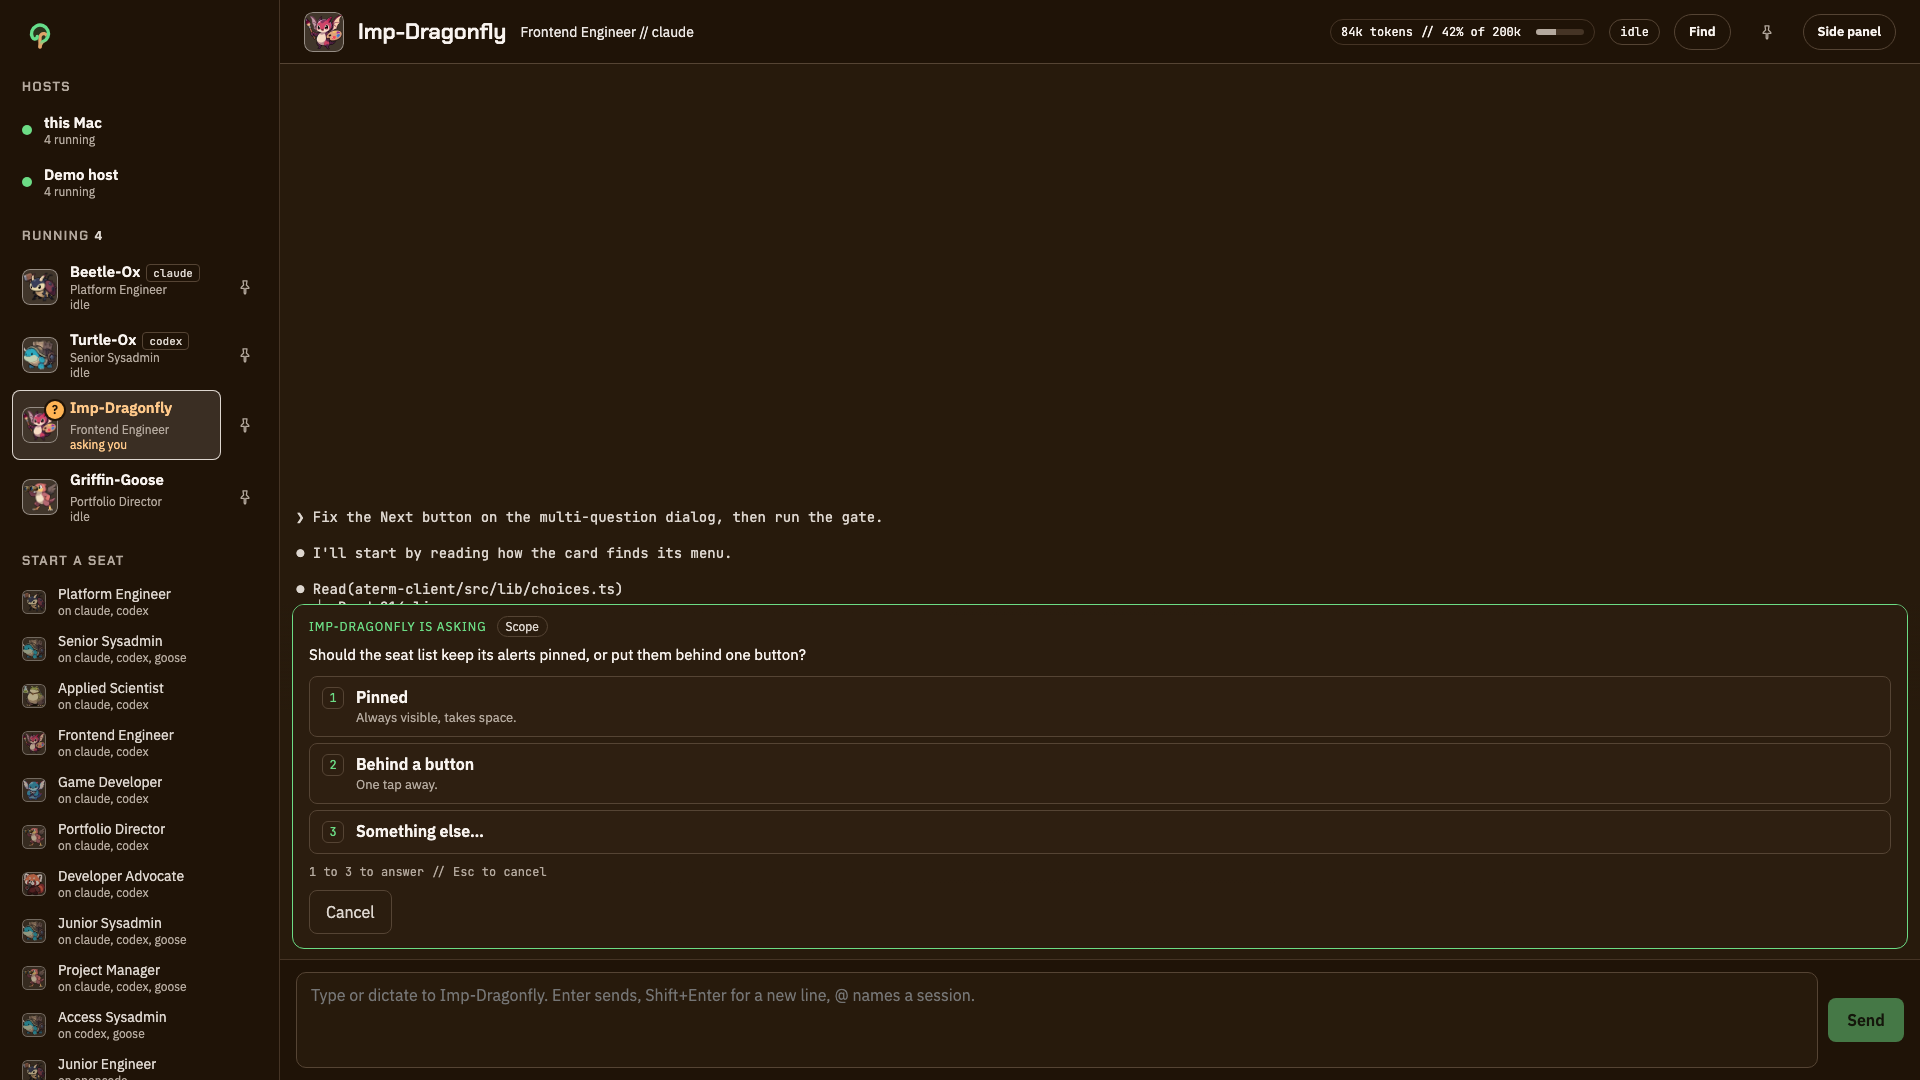 HOSTS
this Mac
4 running
Demo host
4 running
RUNNING 4
Beetle-Ox claude
Platform Engineer
idle
Turtle-Ox codex
Senior Sysadmin
idle
? Imp-Dragonfly
Frontend Engineer
asking you
Griffin-Goose
Portfolio Director
idle
START A SEAT
Platform Engineer
on claude, codex
Senior Sysadmin
on claude, codex, goose
Applied Scientist
on claude, codex
Frontend Engineer
on claude, codex
Game Developer
on claude, codex
Portfolio Director
on claude, codex
Developer Advocate
on claude, codex
Junior Sysadmin
on claude, codex, goose
Project Manager
on claude, codex, goose
Access Sysadmin
on codex, goose
Junior Engineer
Imp-Dragonfly Frontend Engineer // claude
84k tokens // 42% of 200k
idle
Find
Side panel
❯ Fix the Next button on the multi-question dialog, then run the gate.
● I'll start by reading how the card finds its menu.
● Read(aterm-client/src/lib/choices.ts)
IMP-DRAGONFLY IS ASKING Scope
Should the seat list keep its alerts pinned, or put them behind one button?
1 Pinned
Always visible, takes space.
2 Behind a button
One tap away.
3 Something else...
1 to 3 to answer // Esc to cancel
Cancel
Type or dictate to Imp-Dragonfly. Enter sends, Shift+Enter for a new line, @ names a session.
Send